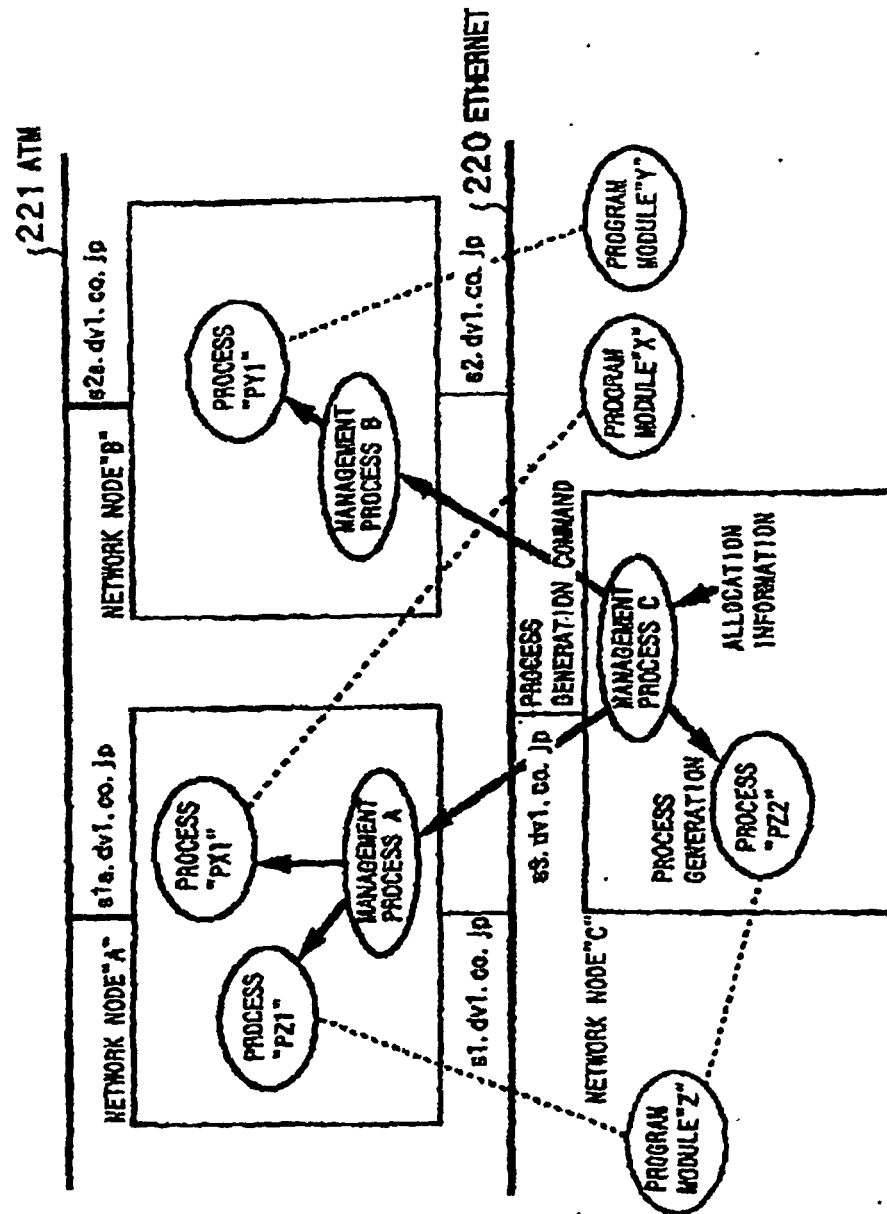 221 ATM
NETWORK NODE"A"
s1a.dvl.co.jp
NETWORK NODE"B"
s2a.dvl.co.jp
PROCESS
"PZ1"
PROCESS
"PX1"
MANAGEMENT
PROCESS A
PROCESS
"PY1"
MANAGEMENT
PROCESS B
s1.dvl.co.jp
s2.dvl.co.jp
220 ETHERNET
s3.dvl.co.jp
PROCESS
GENERATION COMMAND
NETWORK NODE"C"
MANAGEMENT
PROCESS C
PROCESS
GENERATION
PROCESS
"PZ2"
ALLOCATION
INFORMATION
PROGRAM
MODULE"Z"
PROGRAM
MODULE"X"
PROGRAM
MODULE"Y"